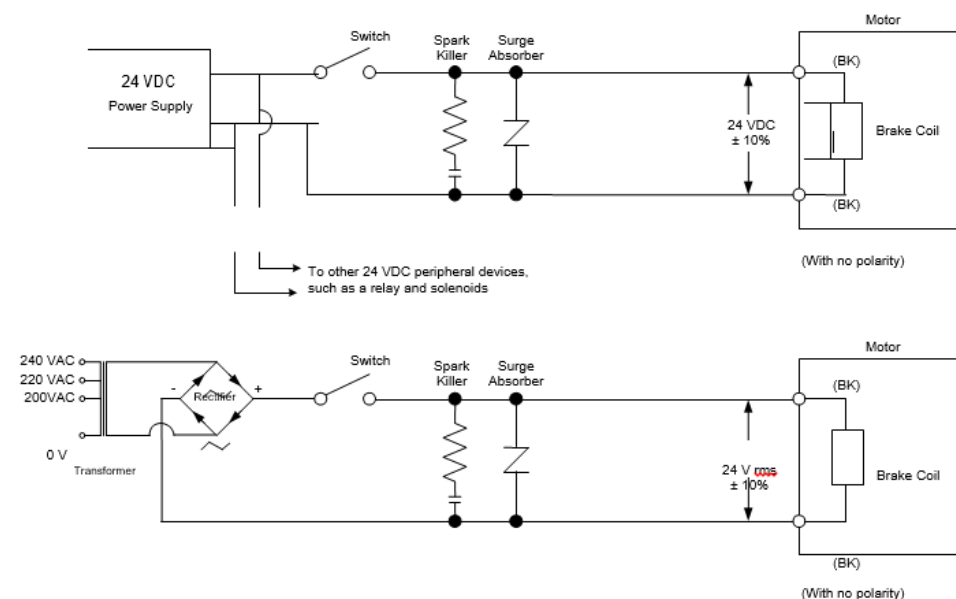 Motor
Switch
Spark
Killer
Surge
Absorber
(BK)
24 VDC
Power Supply
24 VDC
± 10%
Brake Coil
(BK)
(With no polarity)
To other 24 VDC peripheral devices,
such as a relay and solenoids
Motor
240 VAC
220 VAC
200VAC
0 V
Transformer
-
Rectifier
+
Switch
Spark
Killer
Surge
Absorber
(BK)
24 V rms
± 10%
Brake Coil
(BK)
(With no polarity)